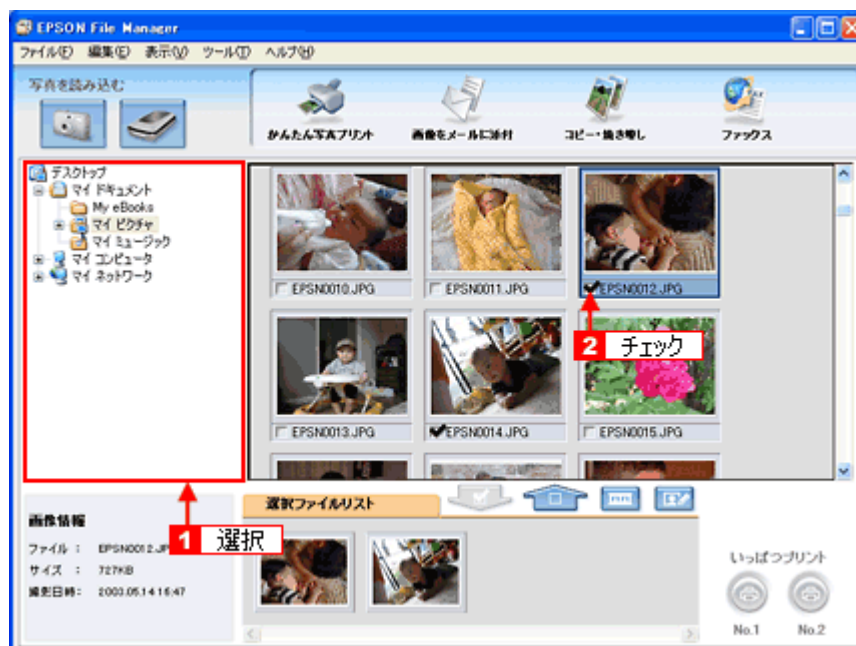 EPSON File Manager
ファイル(F) 編集(E) 表示(V) ツール(T) ヘルプ(H)
写真を読み込む
かんたん写真プリント 画像をメールに添付 コピー・焼き増し ファックス
デスクトップ
マイ ドキュメント
My eBooks
マイ ピクチャ
マイ ミュージック
マイ コンピュータ
マイ ネットワーク
EPSN0010.JPG EPSN0011.JPG EPSN0012.JPG
2 チェック
EPSN0013.JPG EPSN0014.JPG EPSN0015.JPG
1 選択
選択ファイルリスト
画像情報
ファイル : EPSN0012.JP
サイズ : 727KB
撮影日時: 2003.05.14 16:47
いっぱつプリント
No.1 No.2